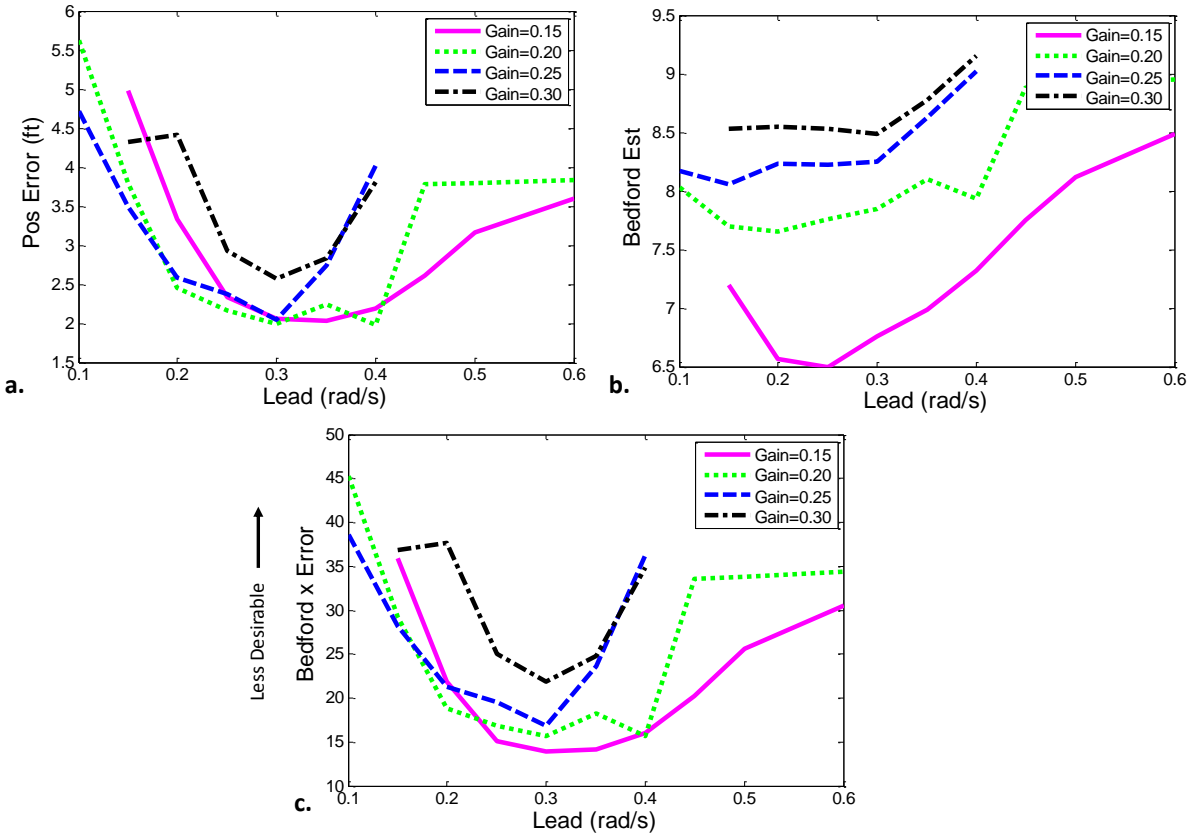 6
5.5
5
4.5
4
3.5
3
2.5
2
1.5
Pos Error (ft)
0.1 0.2 0.3 0.4 0.5 0.6
Lead (rad/s)
Gain=0.15
Gain=0.20
Gain=0.25
Gain=0.30
a.
9.5
9
8.5
8
7.5
7
6.5
Bedford Est
0.1 0.2 0.3 0.4 0.5 0.6
Lead (rad/s)
Gain=0.15
Gain=0.20
Gain=0.25
Gain=0.30
b.
Less Desirable
50
45
40
35
30
25
20
15
10
Bedford x Error
0.1 0.2 0.3 0.4 0.5 0.6
Lead (rad/s)
Gain=0.15
Gain=0.20
Gain=0.25
Gain=0.30
c.